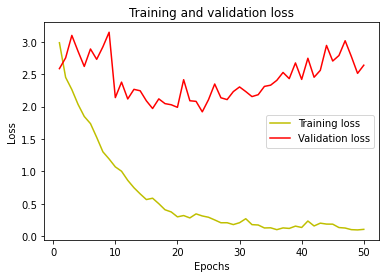 Training and validation loss
Loss
3.0
2.5
2.0
1.5
1.0
0.5
0.0
Training loss
Validation loss
0 10 20 30 40 50
Epochs